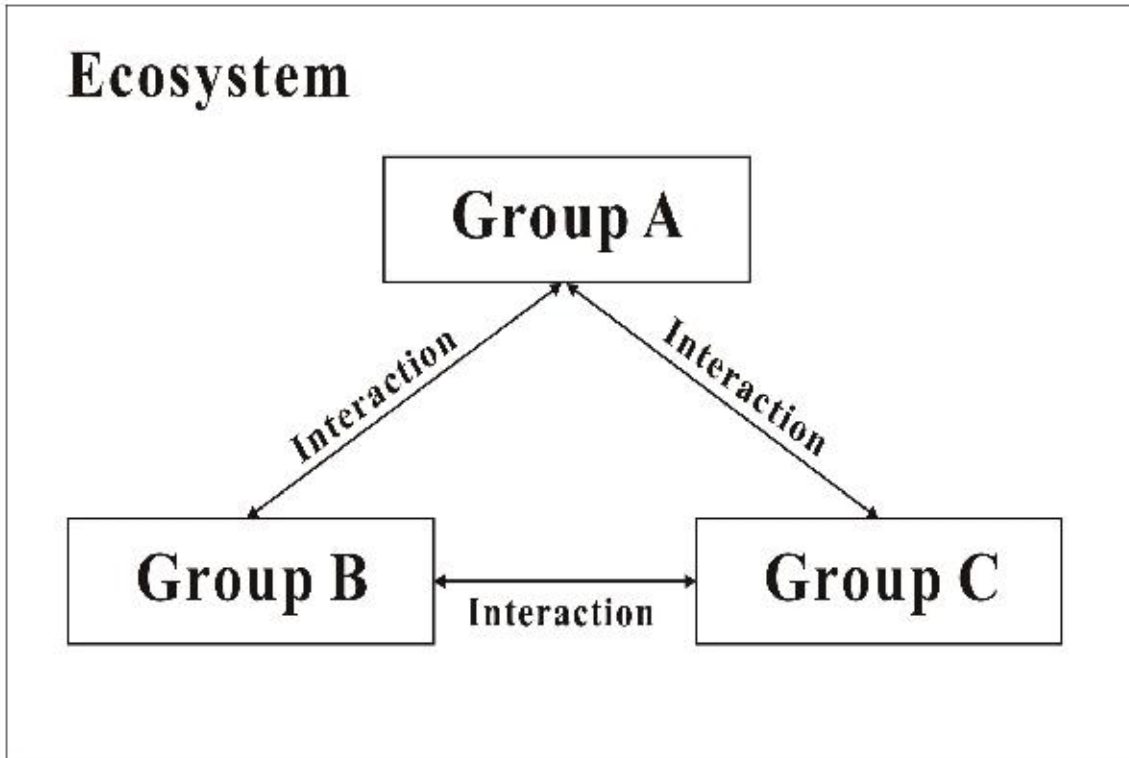 Ecosystem
Group A
Interaction
Interaction
Group B
Interaction
Group C